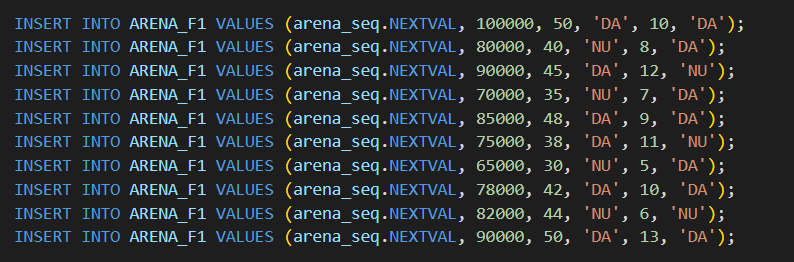 INSERT INTO ARENA_F1 VALUES (arena_seq.NEXTVAL, 100000, 50, 'DA', 10, 'DA');
INSERT INTO ARENA_F1 VALUES (arena_seq.NEXTVAL, 80000, 40, 'NU', 8, 'DA');
INSERT INTO ARENA_F1 VALUES (arena_seq.NEXTVAL, 90000, 45, 'DA', 12, 'NU');
INSERT INTO ARENA_F1 VALUES (arena_seq.NEXTVAL, 70000, 35, 'NU', 7, 'DA');
INSERT INTO ARENA_F1 VALUES (arena_seq.NEXTVAL, 85000, 48, 'DA', 9, 'DA');
INSERT INTO ARENA_F1 VALUES (arena_seq.NEXTVAL, 75000, 38, 'DA', 11, 'NU');
INSERT INTO ARENA_F1 VALUES (arena_seq.NEXTVAL, 65000, 30, 'NU', 5, 'DA');
INSERT INTO ARENA_F1 VALUES (arena_seq.NEXTVAL, 78000, 42, 'DA', 10, 'DA');
INSERT INTO ARENA_F1 VALUES (arena_seq.NEXTVAL, 82000, 44, 'NU', 6, 'NU');
INSERT INTO ARENA_F1 VALUES (arena_seq.NEXTVAL, 90000, 50, 'DA', 13, 'DA');